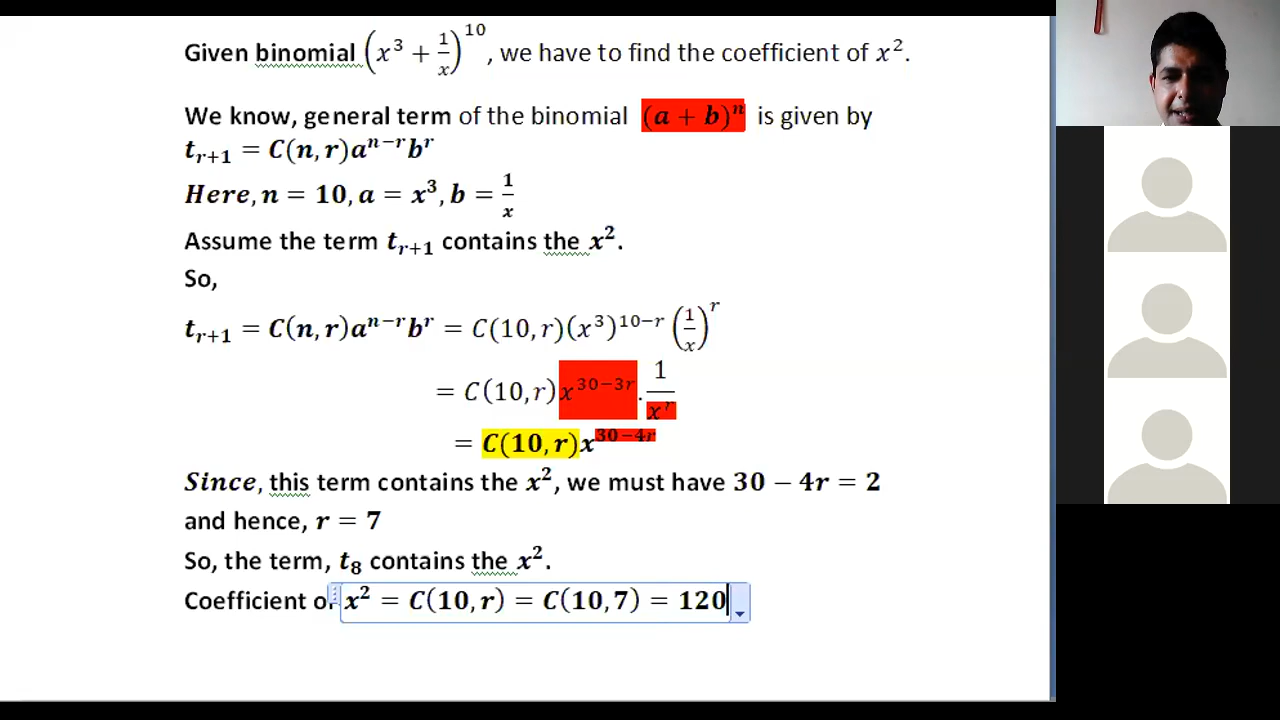 Given binomial (x³ + 1/x)¹⁰, we have to find the coefficient of x².
We know, general term of the binomial (a + b)ⁿ is given by
tᵣ₊₁ = C(n, r)aⁿ⁻ʳbʳ
Here, n = 10, a = x³, b = 1/x
Assume the term tᵣ₊₁ contains the x².
So,
tᵣ₊₁ = C(n, r)aⁿ⁻ʳbʳ = C(10, r)(x³)¹⁰⁻ʳ (1/x)ʳ
= C(10, r)x³⁰⁻³ʳ . 1/xʳ
= C(10, r)x³⁰⁻⁴ʳ
Since, this term contains the x², we must have 30 − 4r = 2
and hence, r = 7
So, the term, t₈ contains the x².
Coefficient of x² = C(10, r) = C(10, 7) = 120